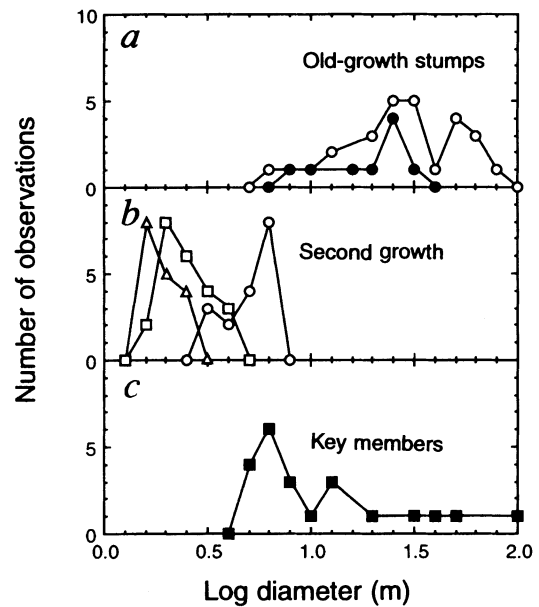 10
a
Old-growth stumps
5
0
b
Second growth
5
0
c
Key members
5
0
0.0 0.5 1.0 1.5 2.0
Log diameter (m)
Number of observations